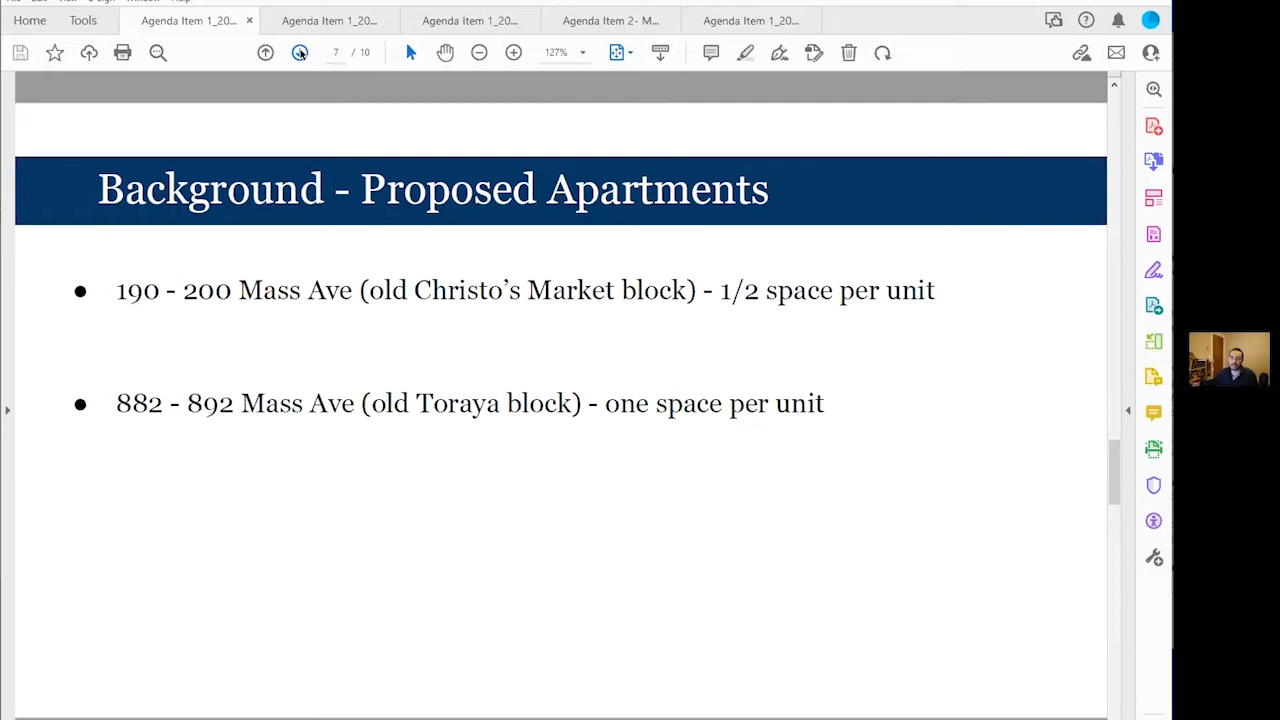 Home Tools Agenda Item 1_20... × Agenda Item 1_20... Agenda Item 1_20... Agenda Item 2- M... Agenda Item 1_20...
7 / 10 127%
Background - Proposed Apartments
● 190 - 200 Mass Ave (old Christo’s Market block) - 1/2 space per unit
● 882 - 892 Mass Ave (old Toraya block) - one space per unit